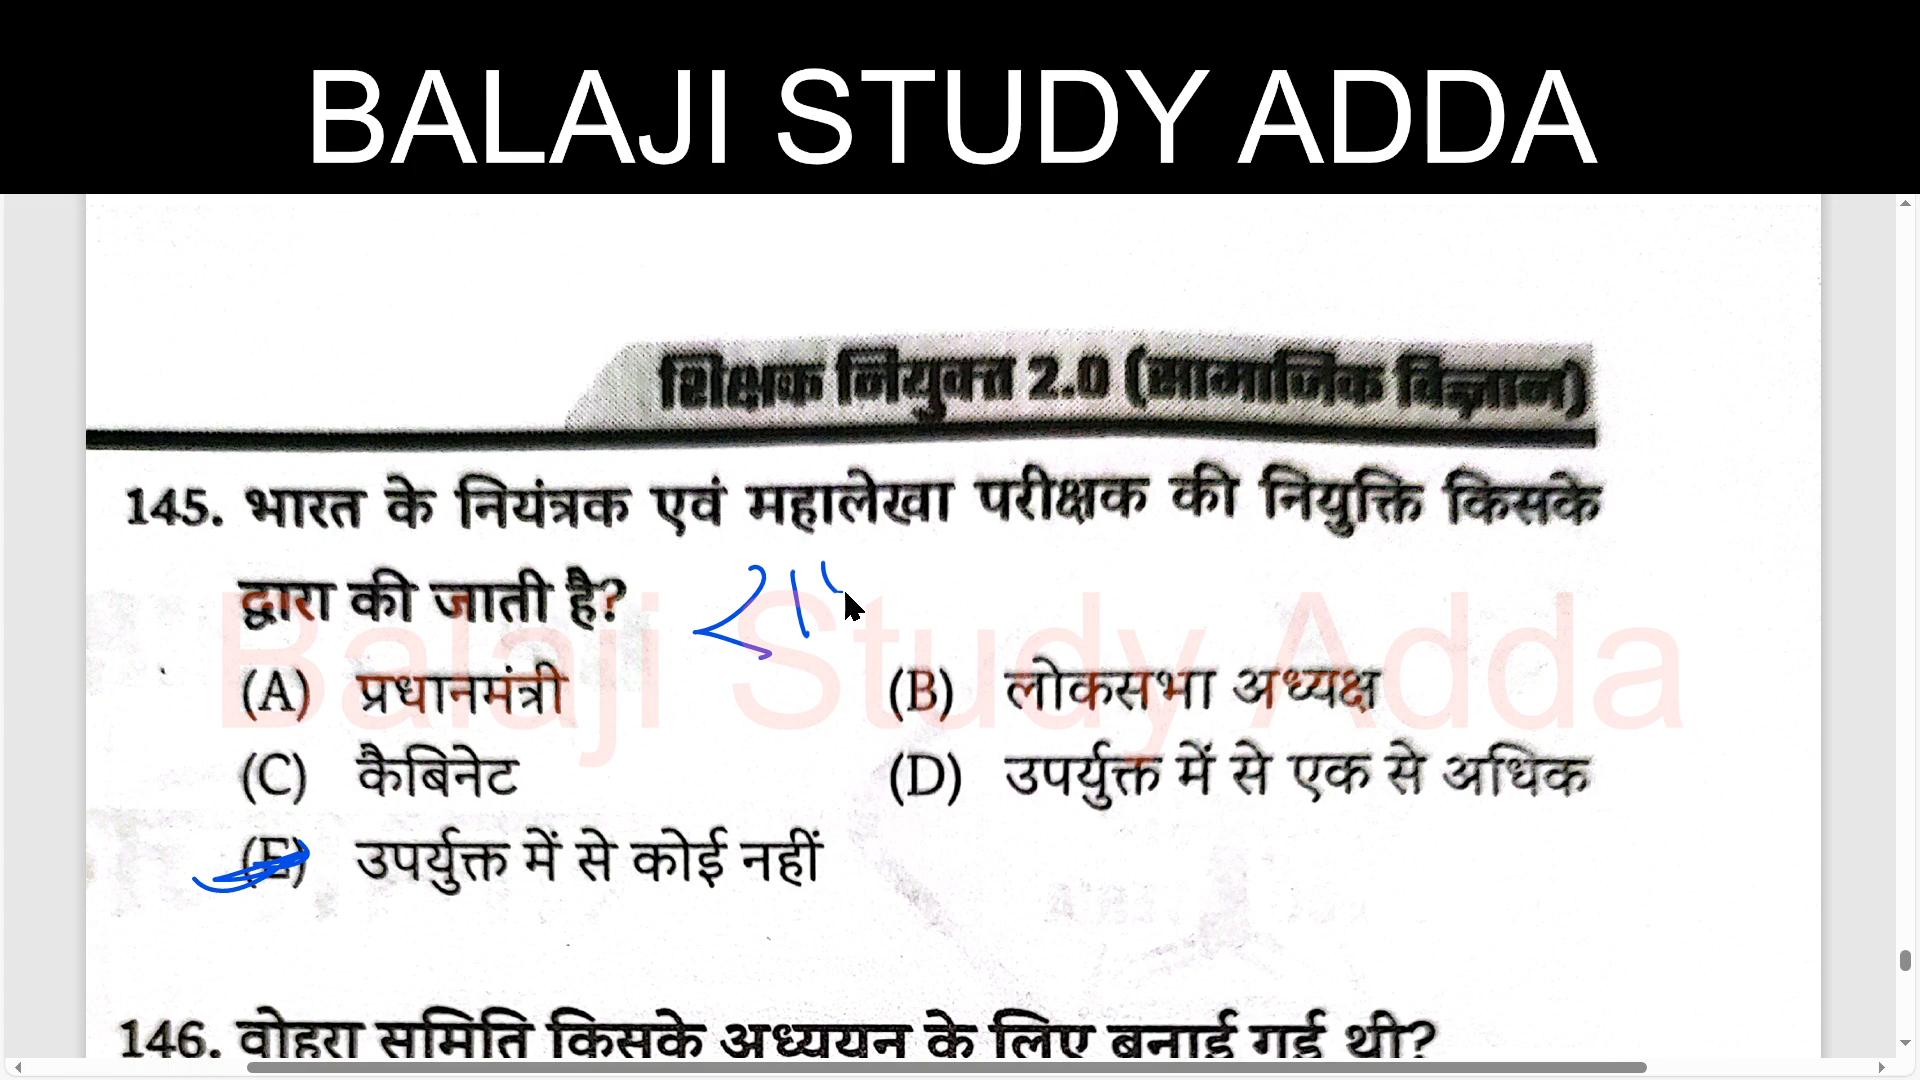 BALAJI STUDY ADDA
शिक्षक नियुक्त 2.0 (सामाजिक विज्ञान)
145. भारत के नियंत्रक एवं महालेखा परीक्षक की नियुक्ति किसके
द्वारा की जाती है?
(A) प्रधानमंत्री (B) लोकसभा अध्यक्ष
(C) कैबिनेट (D) उपर्युक्त में से एक से अधिक
(E) उपर्युक्त में से कोई नहीं
146. वोहरा समिति किसके अध्ययन के लिए बनाई गई थी?
Balaji Study Adda